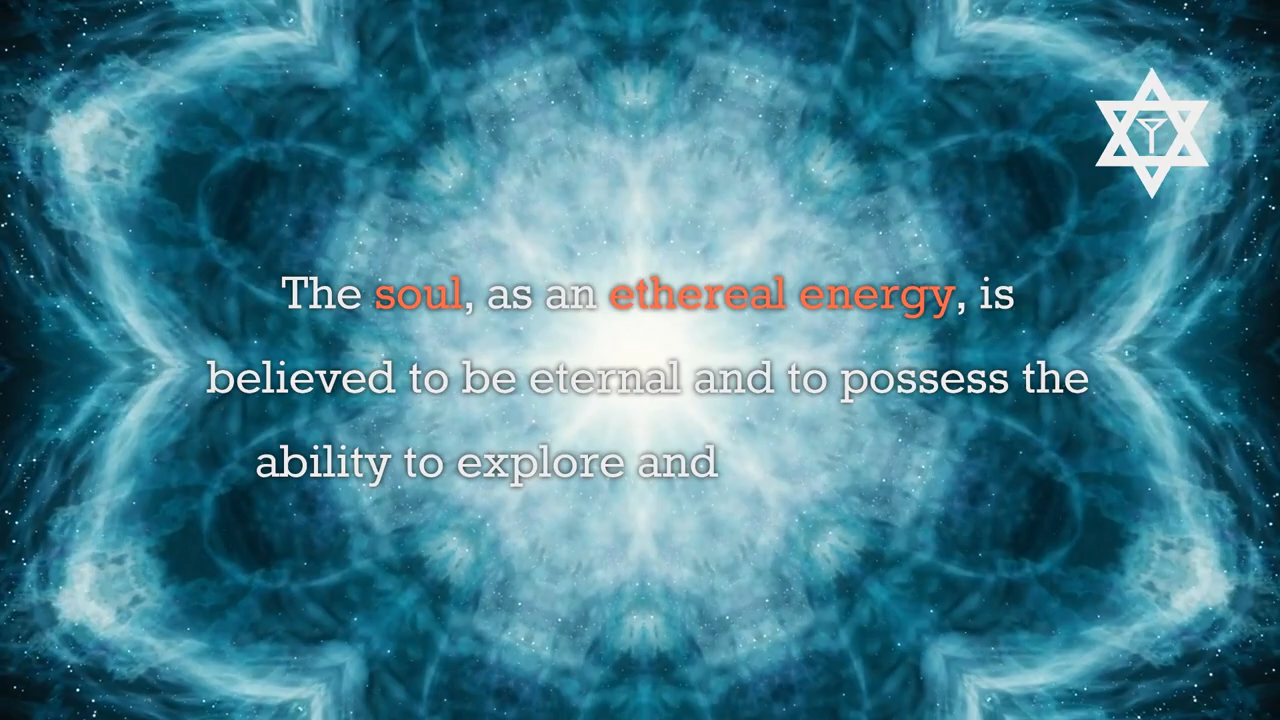 The soul, as an ethereal energy, is
believed to be eternal and to possess the
ability to explore and